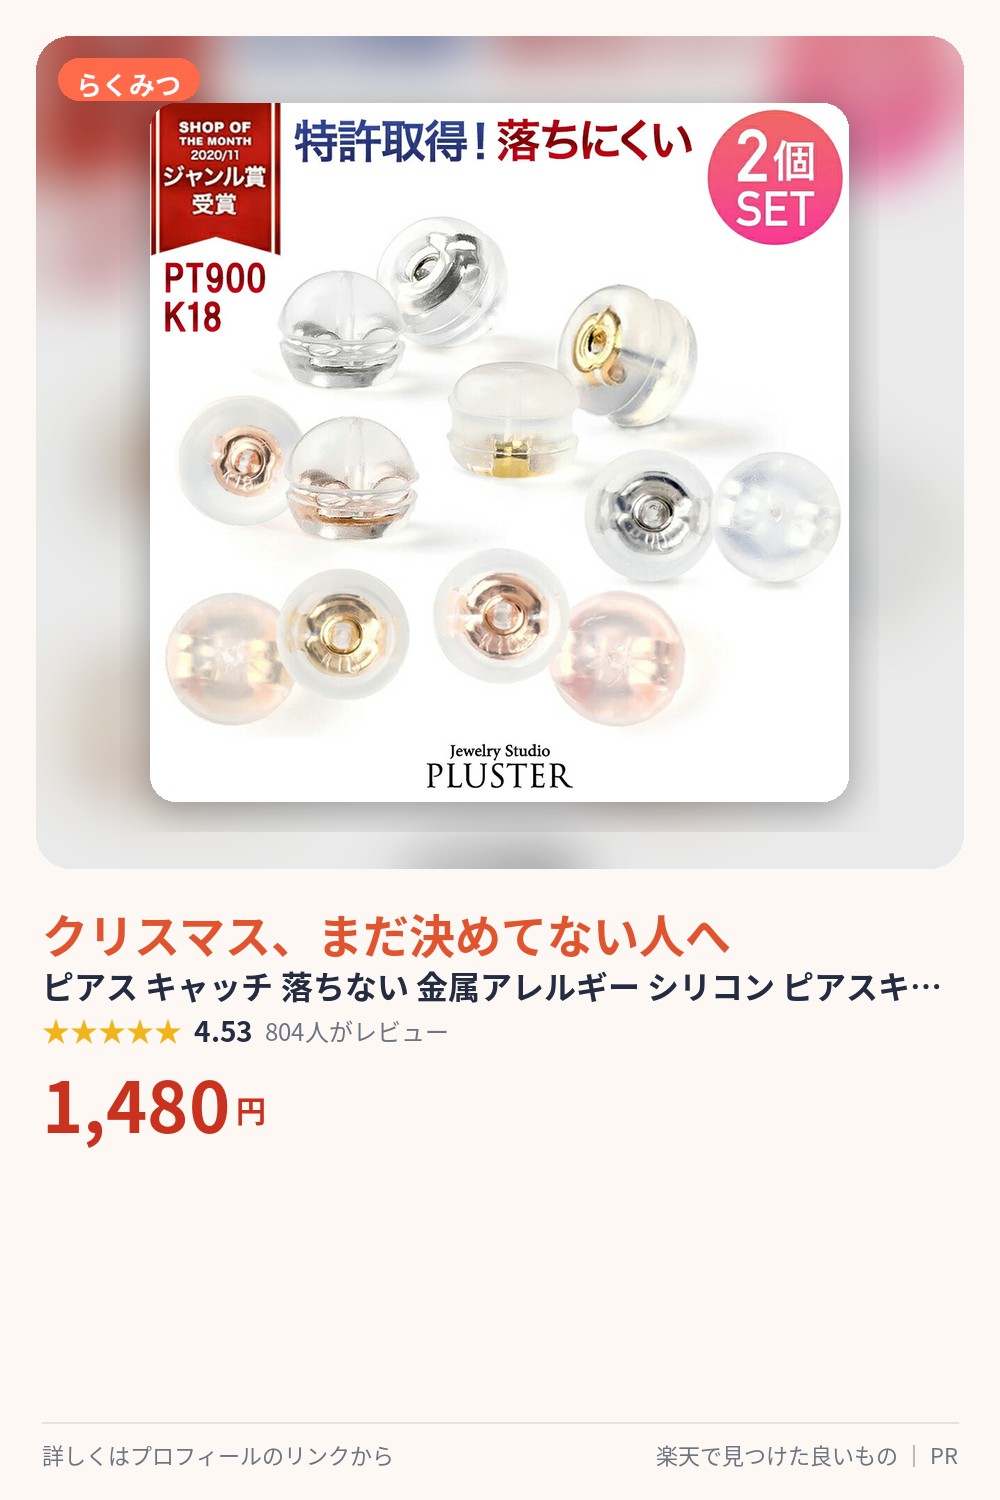 らくみつ
SHOP OF
THE MONTH
2020/11
ジャンル賞
受賞
特許取得!落ちにくい
2個
SET
PT900
K18
Jewelry Studio
PLUSTER
クリスマス、まだ決めてない人へ
ピアス キャッチ 落ちない 金属アレルギー シリコン ピアスキ…
★★★★★ 4.53 804人がレビュー
1,480円
詳しくはプロフィールのリンクから
楽天で見つけた良いもの | PR